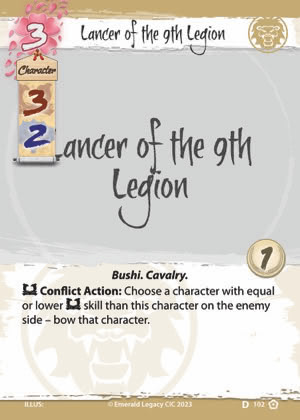 3
Lancer of the 9th Legion
Character
3
2
Lancer of the 9th
Legion
1
Bushi. Cavalry.
Conflict Action: Choose a character with equal
or lower skill than this character on the enemy
side – bow that character.
ILLUS:
© Emerald Legacy CIC 2023
D 102